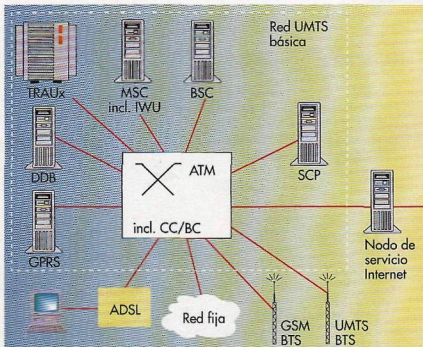 Red UMTS
básica
TRAUx
MSC
incl. IWU
BSC
DDB
ATM
SCP
incl. CC/BC
GPRS
Nodo de
servicio
Internet
ADSL
Red fija
GSM
BTS
UMTS
BTS